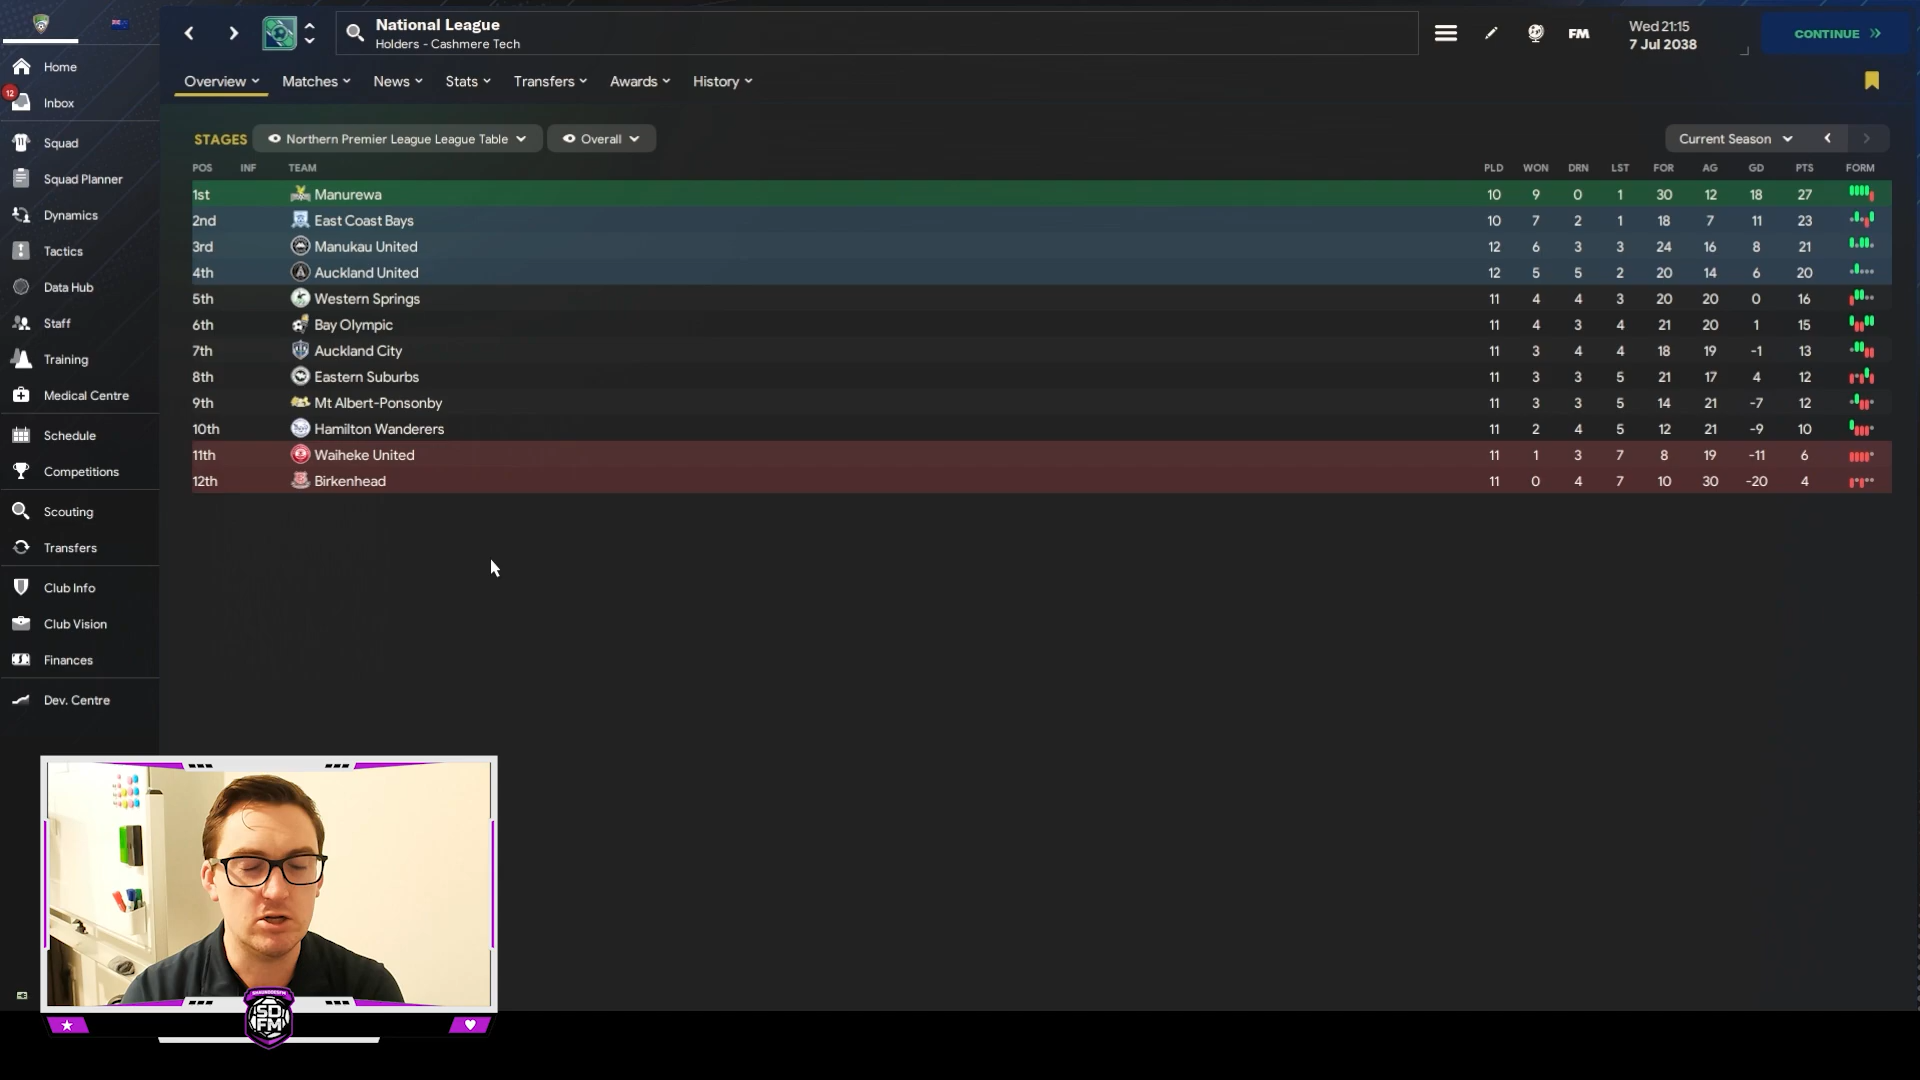 National League
Holders - Cashmere Tech
Wed 21:15
7 Jul 2038
FM
CONTINUE
Home
12
Inbox
Squad
Squad Planner
Dynamics
Tactics
Data Hub
Staff
Training
Medical Centre
Schedule
Competitions
Scouting
Transfers
Club Info
Club Vision
Finances
Dev. Centre
Overview Matches News Stats Transfers Awards History
STAGES Northern Premier League League Table Overall Current Season
POS INF TEAM PLD WON DRN LST FOR AG GD PTS FORM
1st Manurewa 10 9 0 1 30 12 18 27
2nd East Coast Bays 10 7 2 1 18 7 11 23
3rd Manukau United 12 6 3 3 24 16 8 21
4th Auckland United 12 5 5 2 20 14 6 20
5th Western Springs 11 4 4 3 20 20 0 16
6th Bay Olympic 11 4 3 4 21 20 1 15
7th Auckland City 11 3 4 4 18 19 -1 13
8th Eastern Suburbs 11 3 3 5 21 17 4 12
9th Mt Albert-Ponsonby 11 3 3 5 14 21 -7 12
10th Hamilton Wanderers 11 2 4 5 12 21 -9 10
11th Waiheke United 11 1 3 7 8 19 -11 6
12th Birkenhead 11 0 4 7 10 30 -20 4
SD
FM